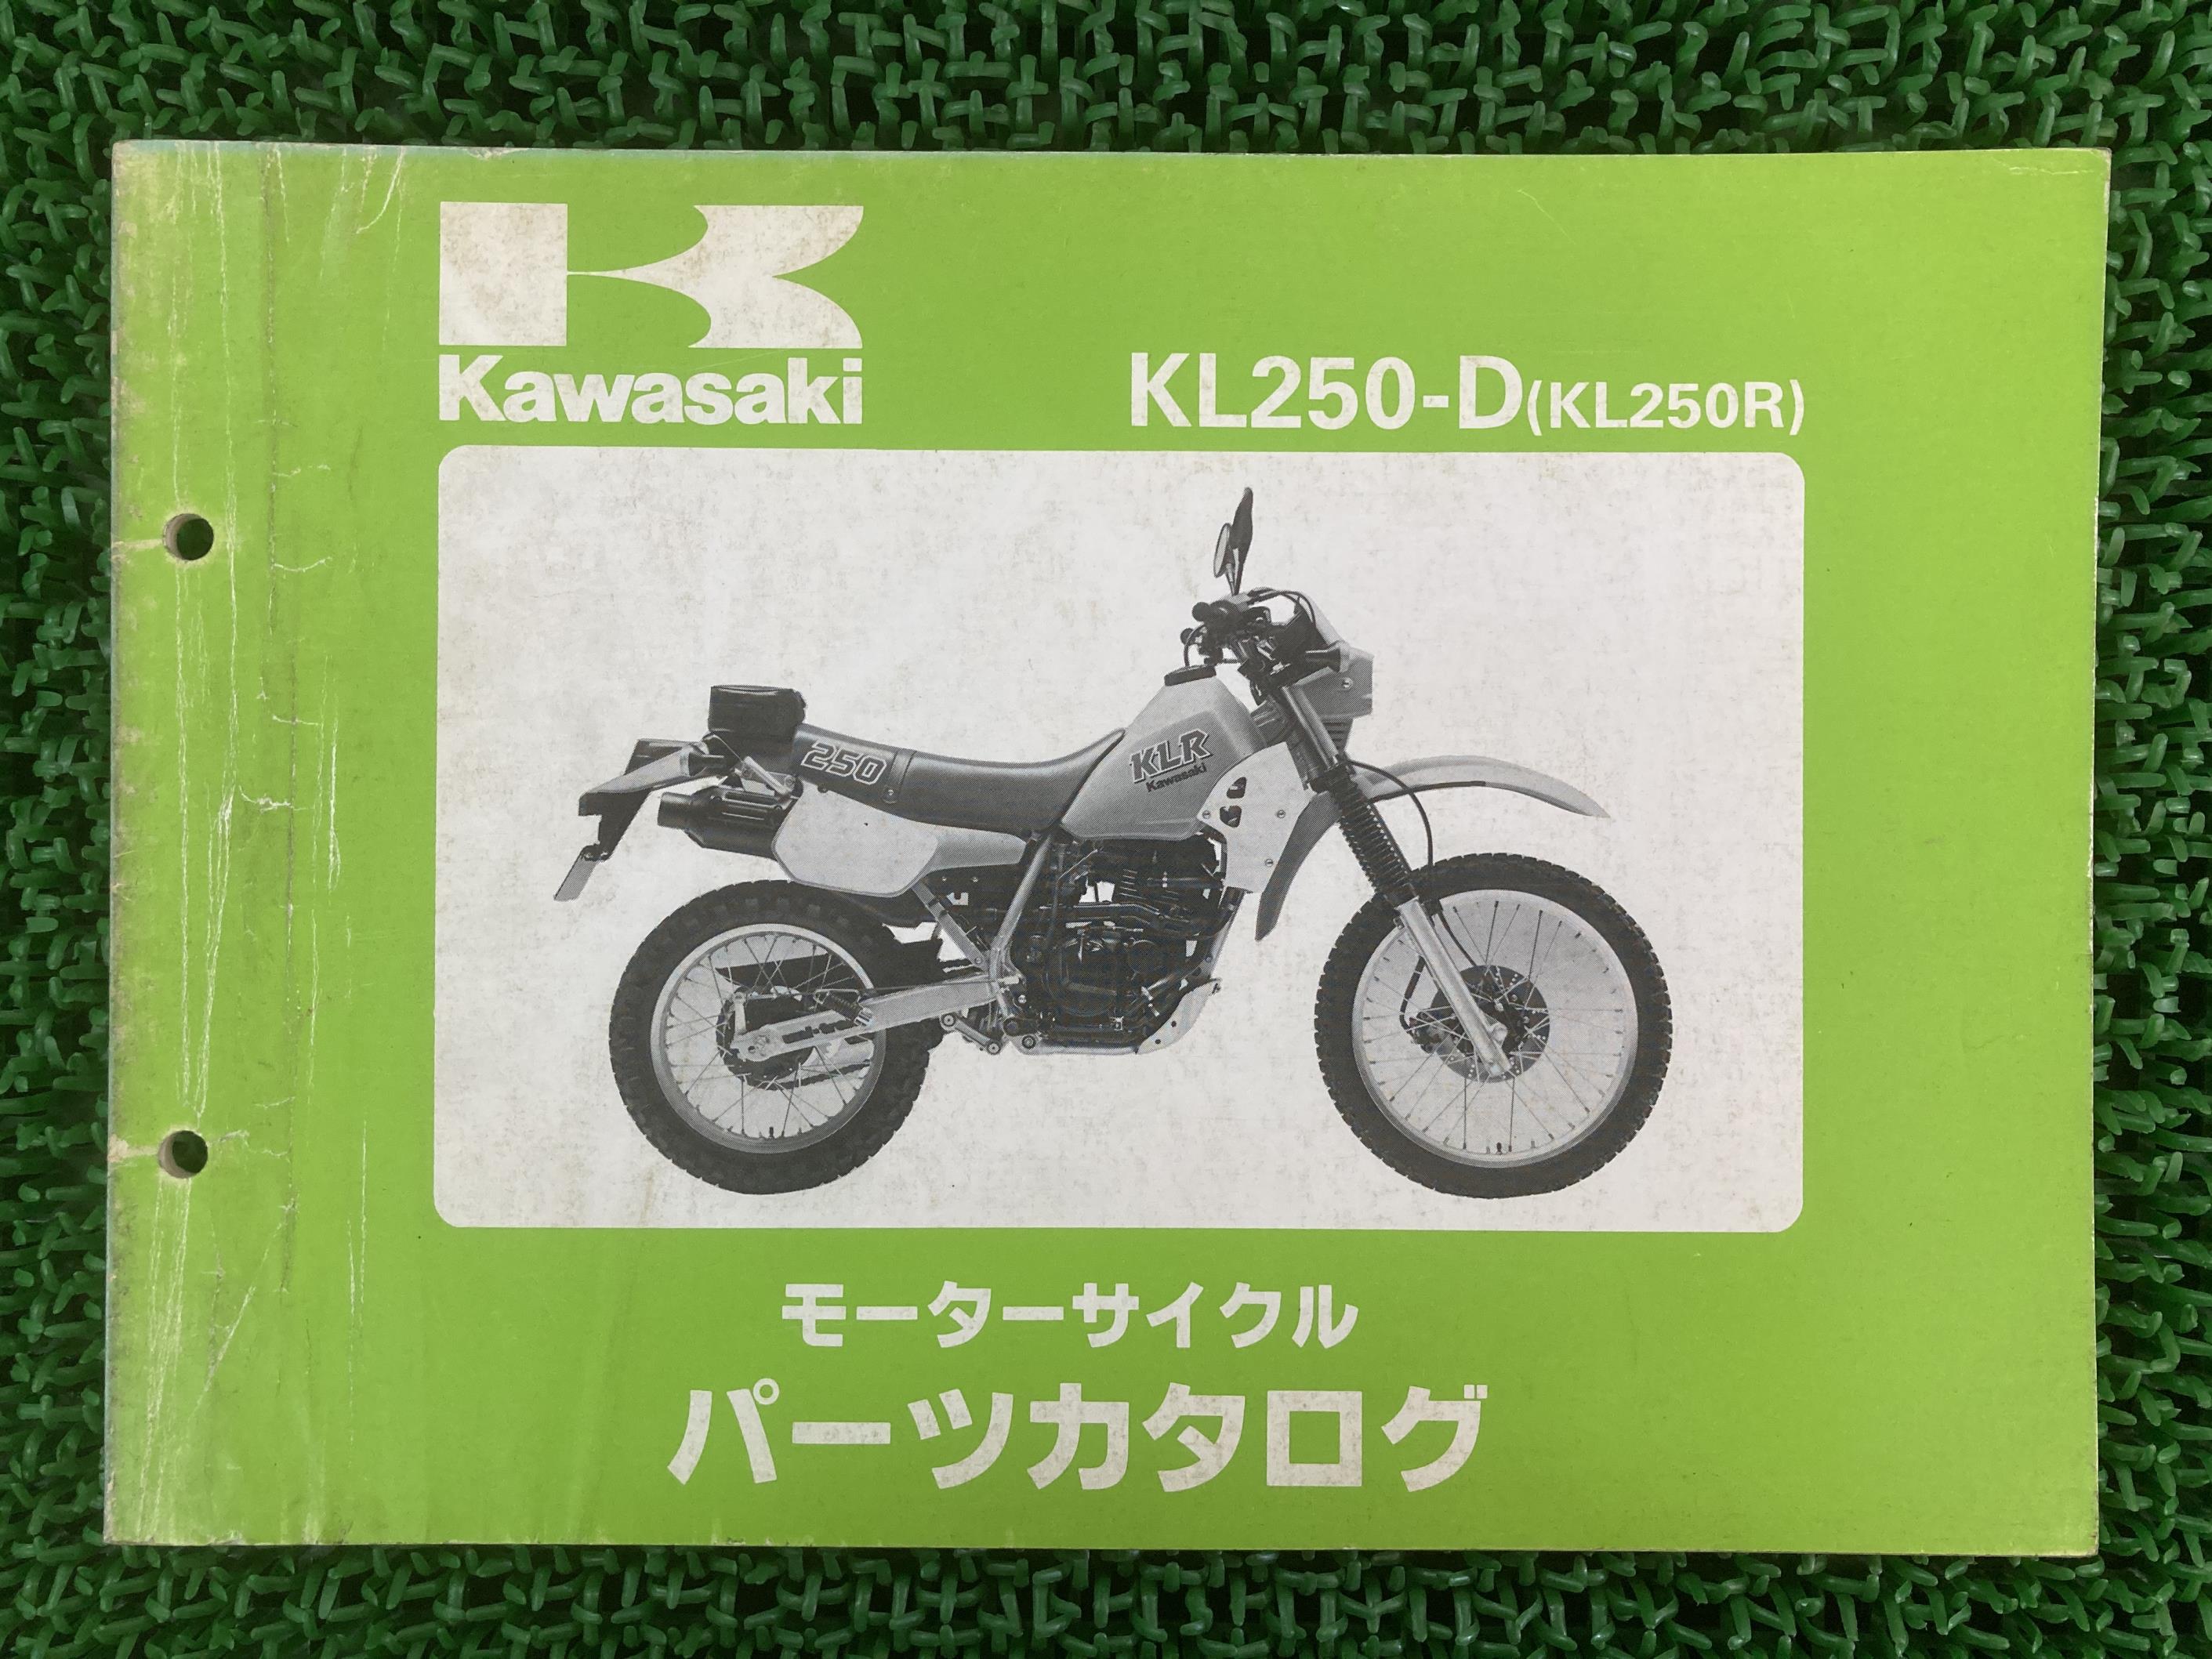 Kawasaki
KL250-D(KL250R)
250
KLR
Kawasaki
モーターサイクル
パーツカタログ